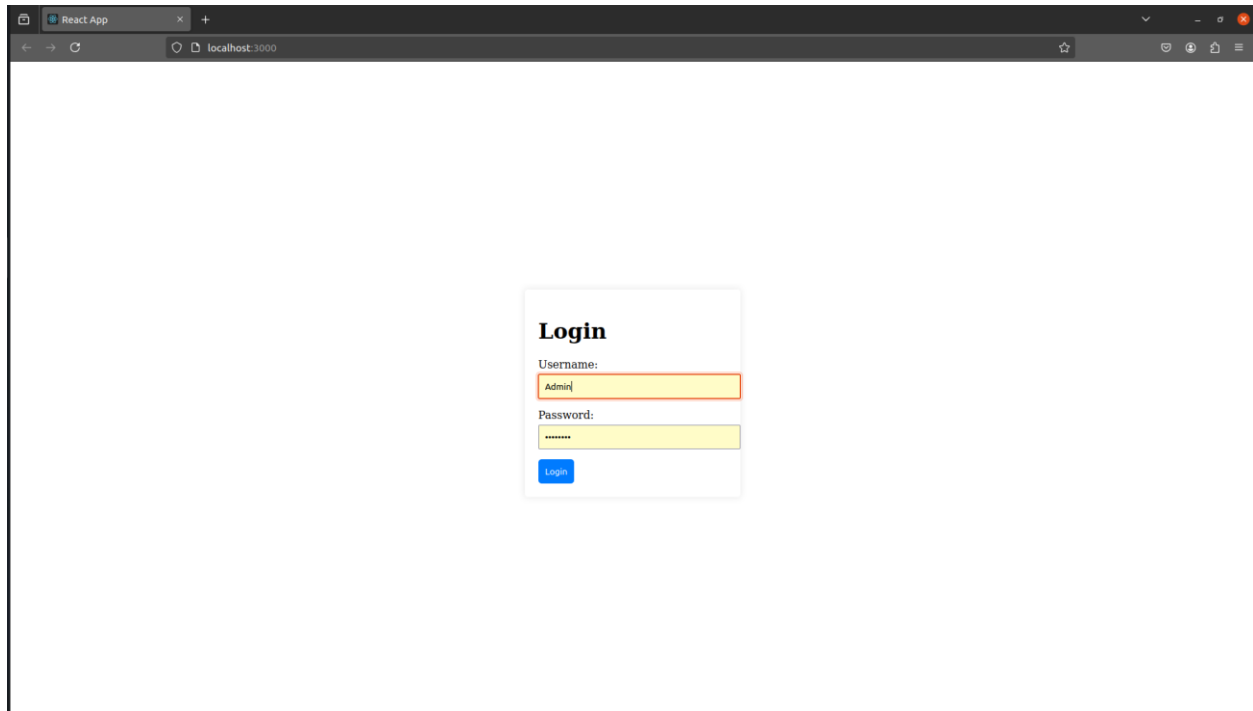 React App
localhost:3000
Login
Username:
Admin
Password:
••••••••
Login